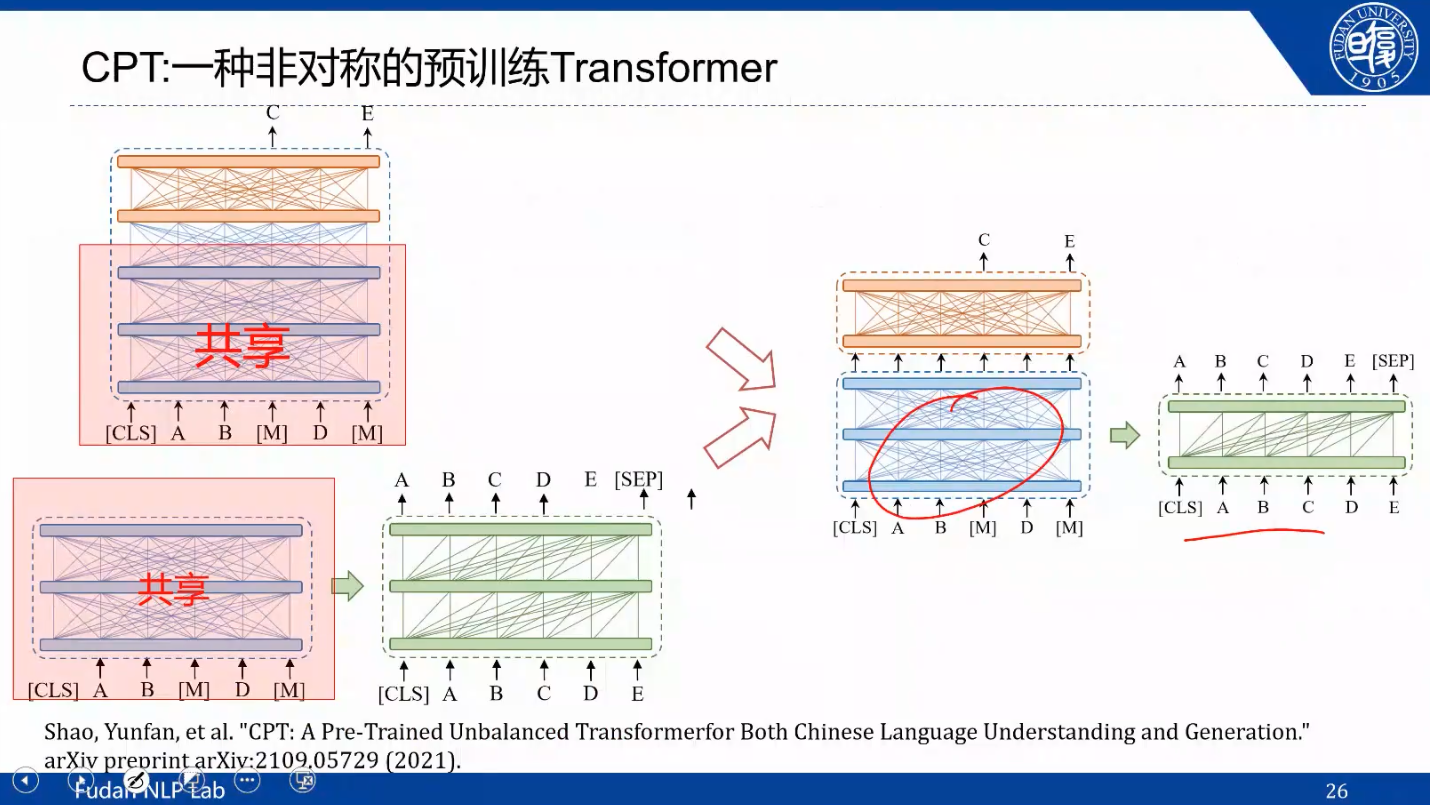 CPT:一种非对称的预训练Transformer
FUDAN UNIVERSITY
1905
C E
共享
[CLS] A B [M] D [M]
A B C D E [SEP]
共享
[CLS] A B [M] D [M]
[CLS] A B C D E
C E
[CLS] A B [M] D [M]
A B C D E [SEP]
[CLS] A B C D E
Shao, Yunfan, et al. "CPT: A Pre-Trained Unbalanced Transformerfor Both Chinese Language Understanding and Generation."
arXiv preprint arXiv:2109.05729 (2021).
Fudan NLP Lab
26